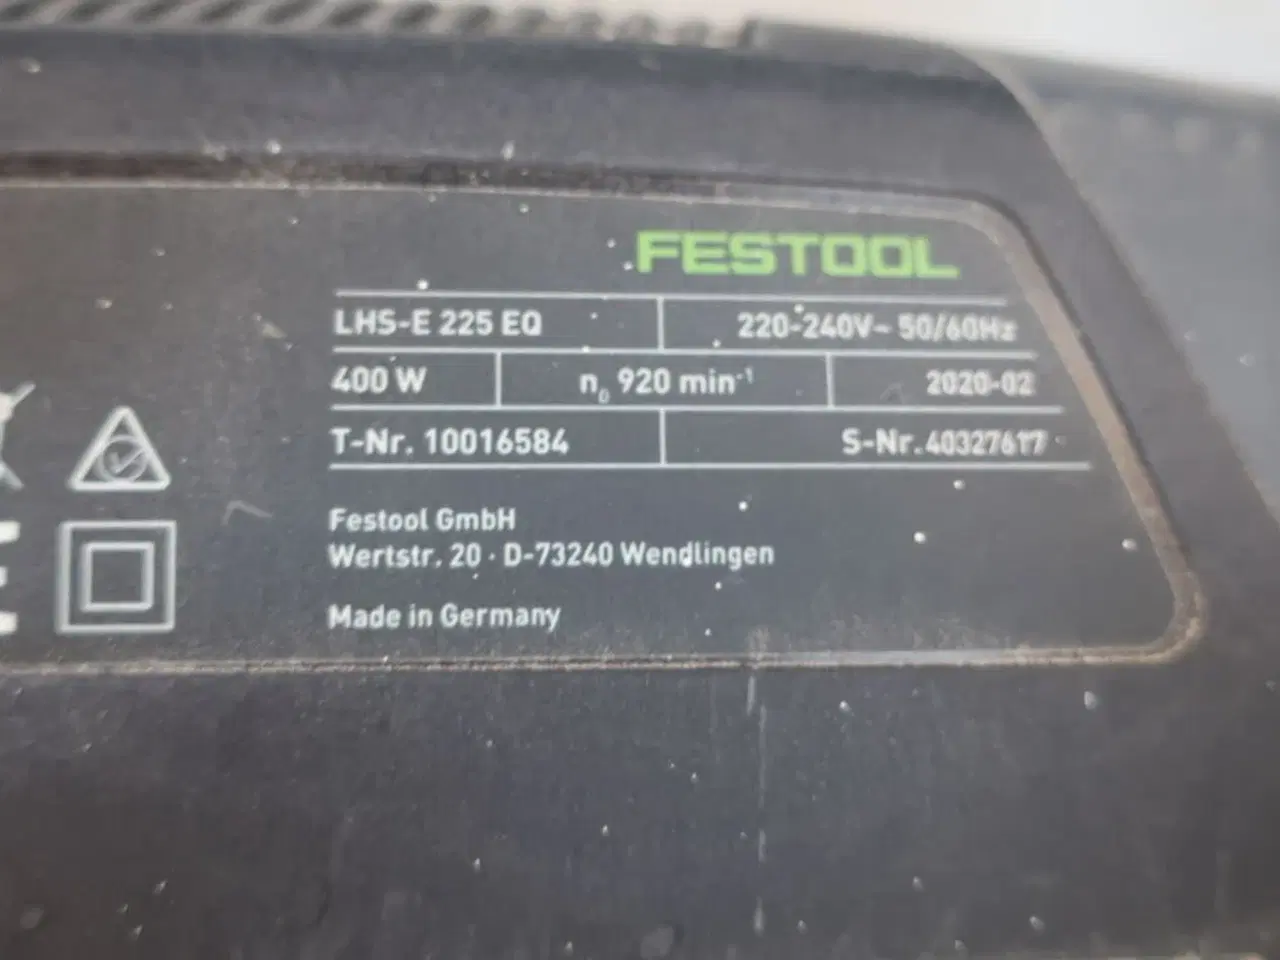 FESTOOL
LHS-E 225 EQ 220-240V~ 50/60Hz
400 W n₀ 920 min⁻¹ 2020-02
T-Nr. 10016584 S-Nr. 40327617
Festool GmbH
Wertstr. 20 · D-73240 Wendlingen
Made in Germany